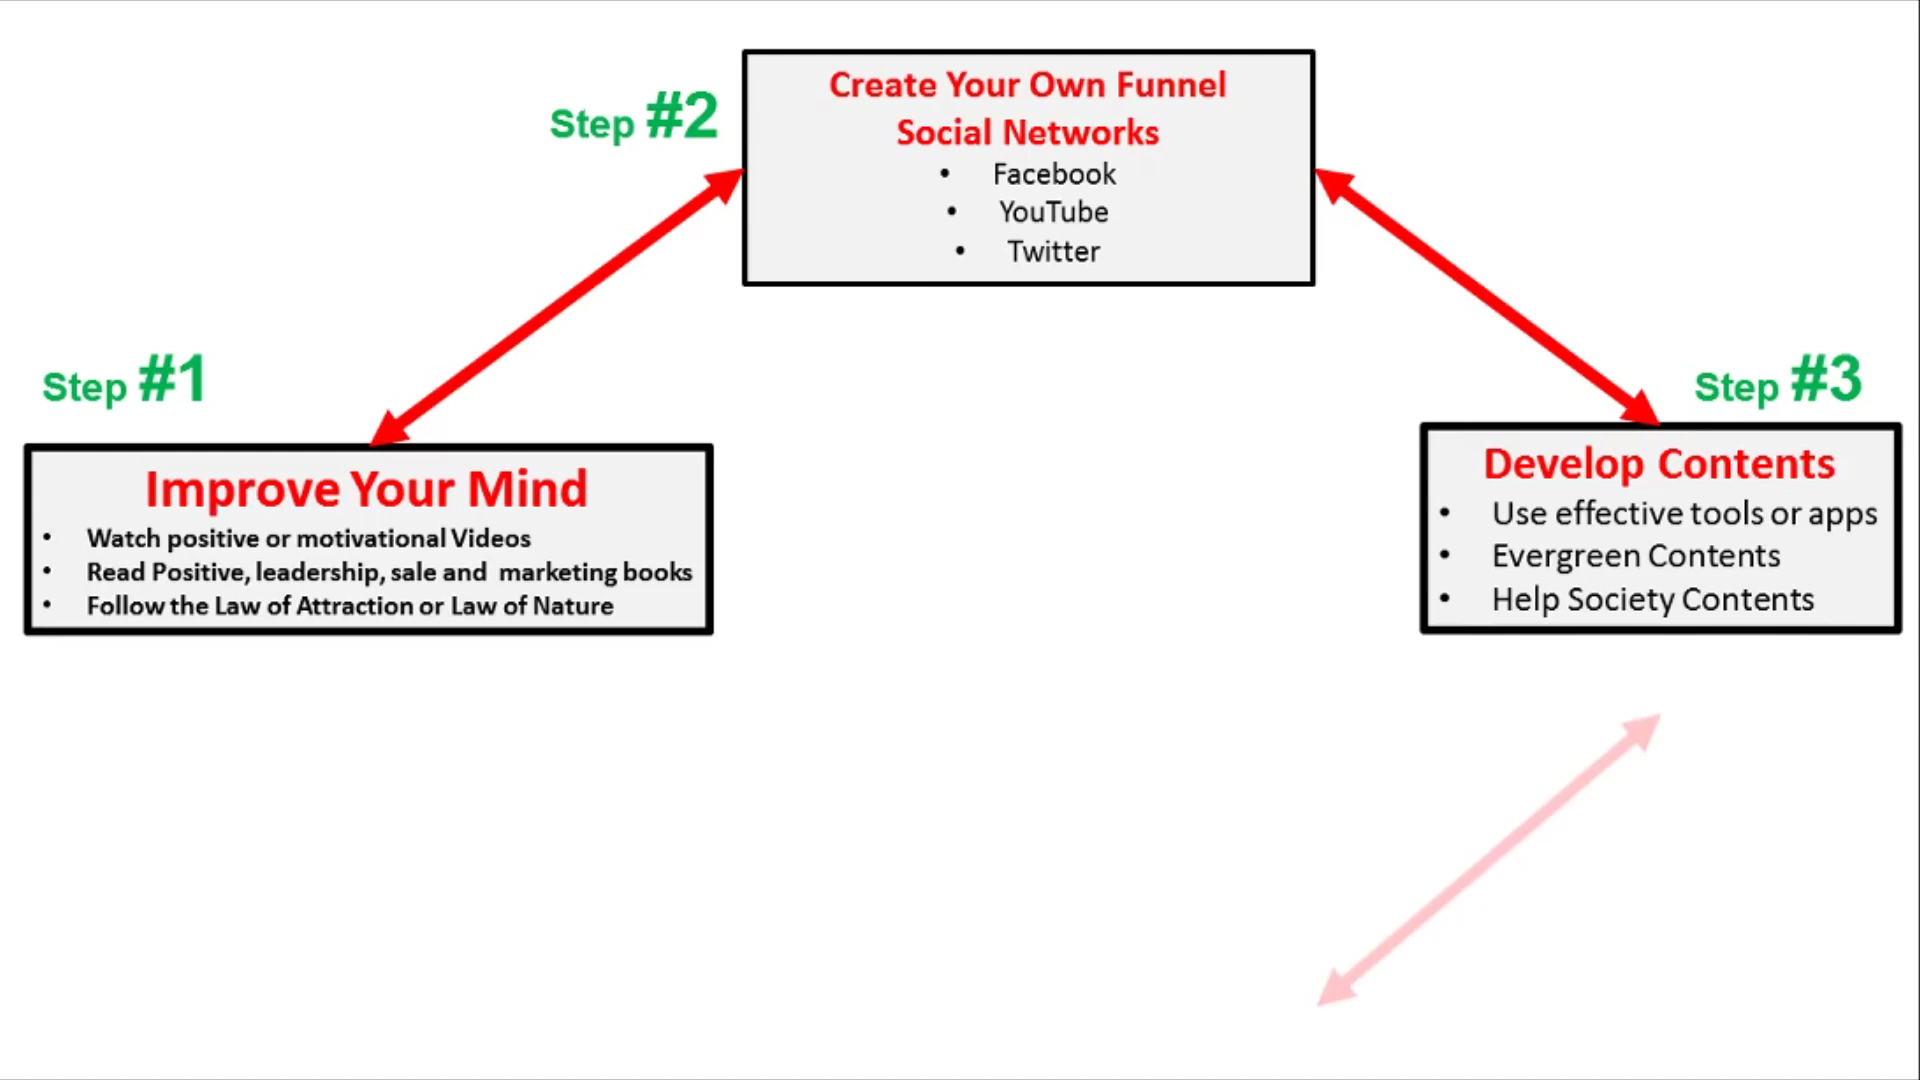 Step #1
Improve Your Mind
• Watch positive or motivational Videos
• Read Positive, leadership, sale and marketing books
• Follow the Law of Attraction or Law of Nature
Step #2
Create Your Own Funnel
Social Networks
• Facebook
• YouTube
• Twitter
Step #3
Develop Contents
• Use effective tools or apps
• Evergreen Contents
• Help Society Contents